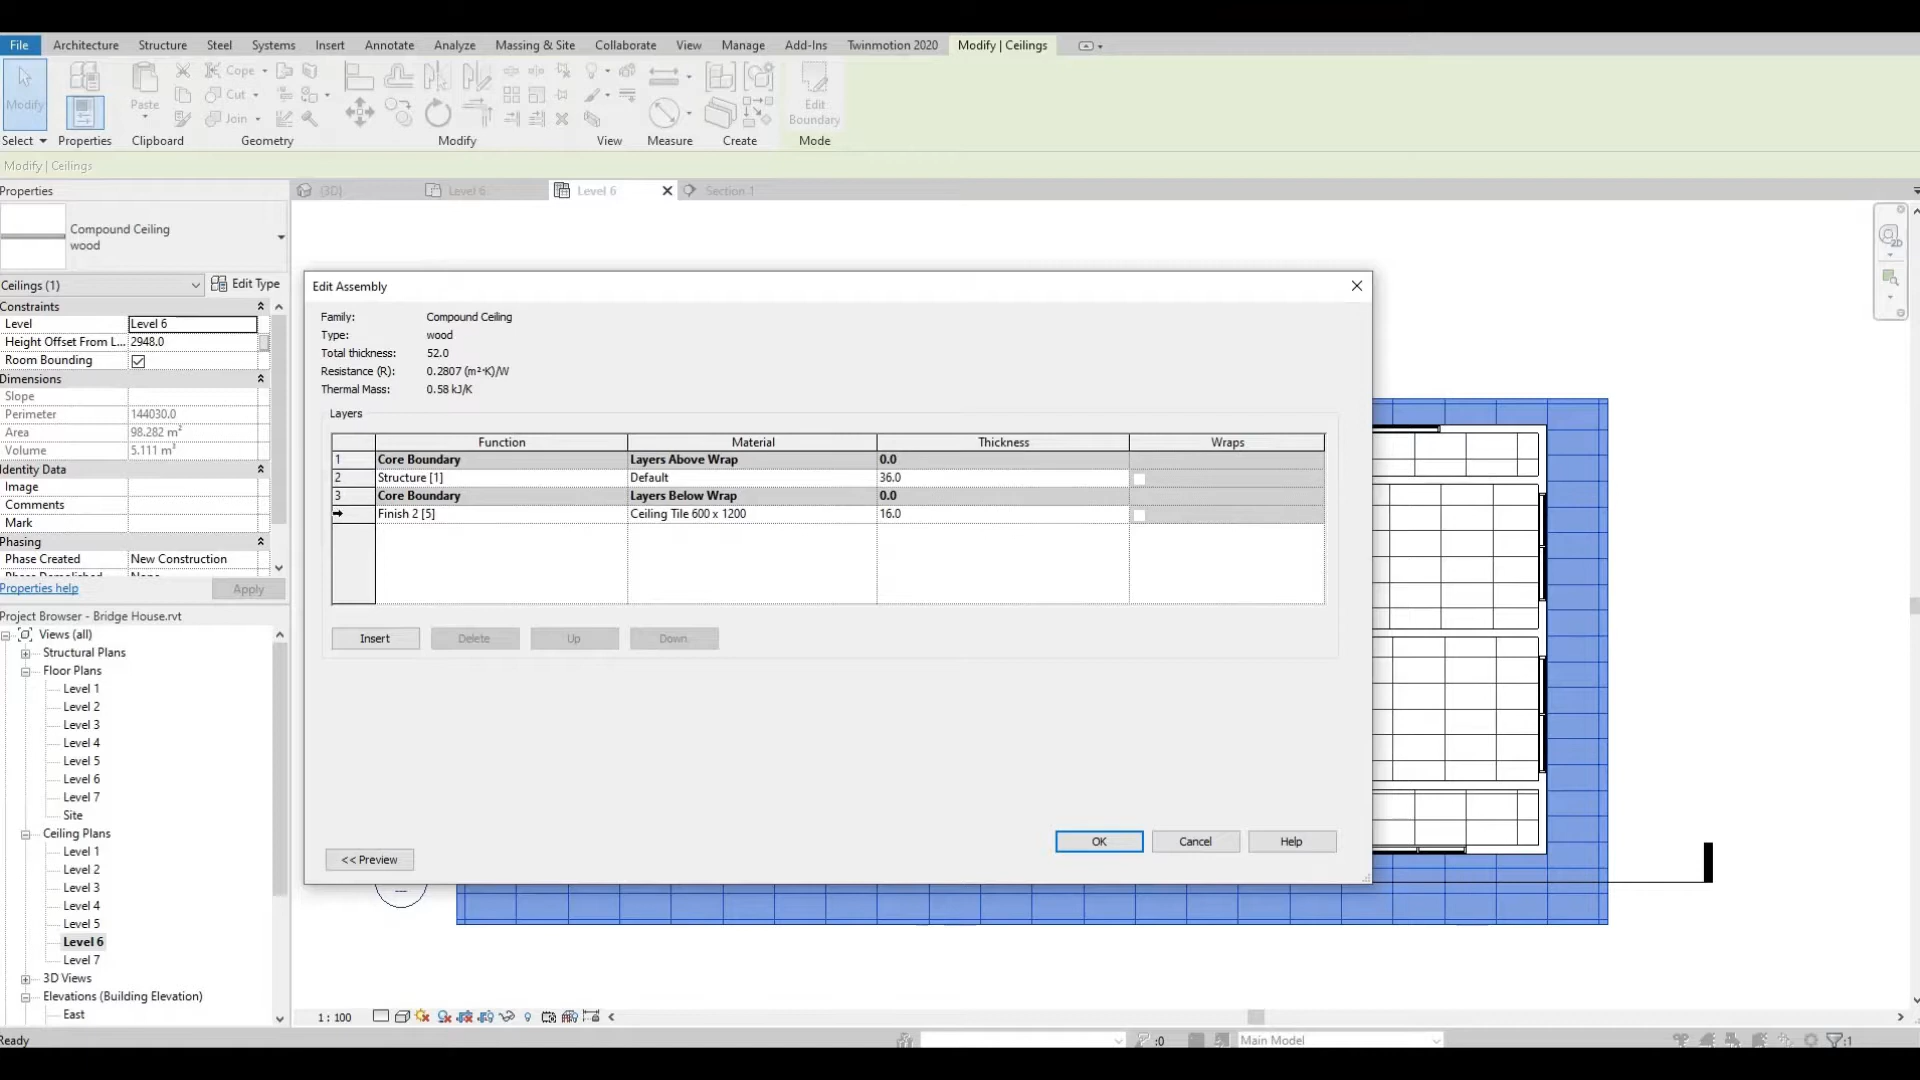 File Architecture Structure Steel Systems Insert Annotate Analyze Massing & Site Collaborate View Manage Add-Ins Twinmotion 2020 Modify | Ceilings
Modify Paste Cope Cut Join Edit Boundary
Select Properties Clipboard Geometry Modify View Measure Create Mode
Modify | Ceilings
Properties
{3D} Level 6 Level 6 Section 1
Compound Ceiling
wood
Ceilings (1) Edit Type
Constraints
Level Level 6
Height Offset From L... 2948.0
Room Bounding
Dimensions
Slope
Perimeter 144030.0
Area 98.282 m²
Volume 5.111 m³
Identity Data
Image
Comments
Mark
Phasing
Phase Created New Construction
Properties help Apply
Project Browser - Bridge House.rvt
Views (all)
Structural Plans
Floor Plans
Level 1
Level 2
Level 3
Level 4
Level 5
Level 6
Level 7
Site
Ceiling Plans
Level 1
Level 2
Level 3
Level 4
Level 5
Level 6
Level 7
3D Views
Elevations (Building Elevation)
East
Edit Assembly
Family: Compound Ceiling
Type: wood
Total thickness: 52.0
Resistance (R): 0.2807 (m²·K)/W
Thermal Mass: 0.58 kJ/K
Layers
Function Material Thickness Wraps
1 Core Boundary Layers Above Wrap 0.0
2 Structure [1] Default 36.0
3 Core Boundary Layers Below Wrap 0.0
Finish 2 [5] Ceiling Tile 600 x 1200 16.0
Insert Delete Up Down
OK Cancel Help
<< Preview
1 : 100
Ready :0 Main Model :1
2D